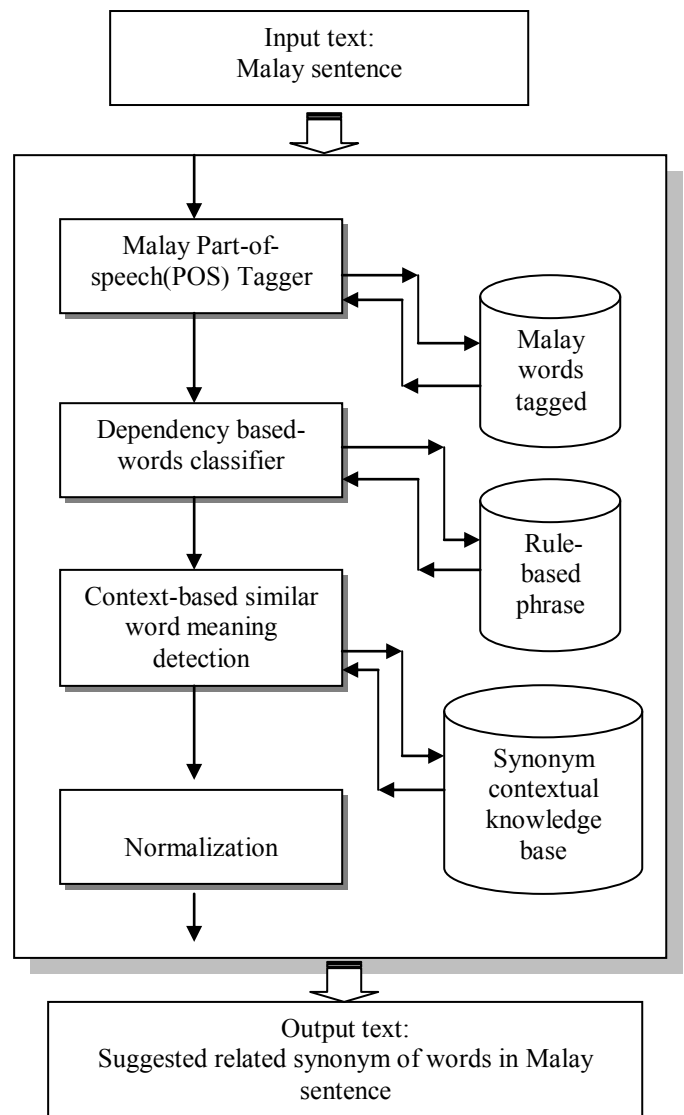 Input text:
Malay sentence
Malay Part-of-
speech(POS) Tagger
Malay
words
tagged
Dependency based-
words classifier
Rule-
based
phrase
Context-based similar
word meaning
detection
Synonym
contextual
knowledge
base
Normalization
Output text:
Suggested related synonym of words in Malay
sentence